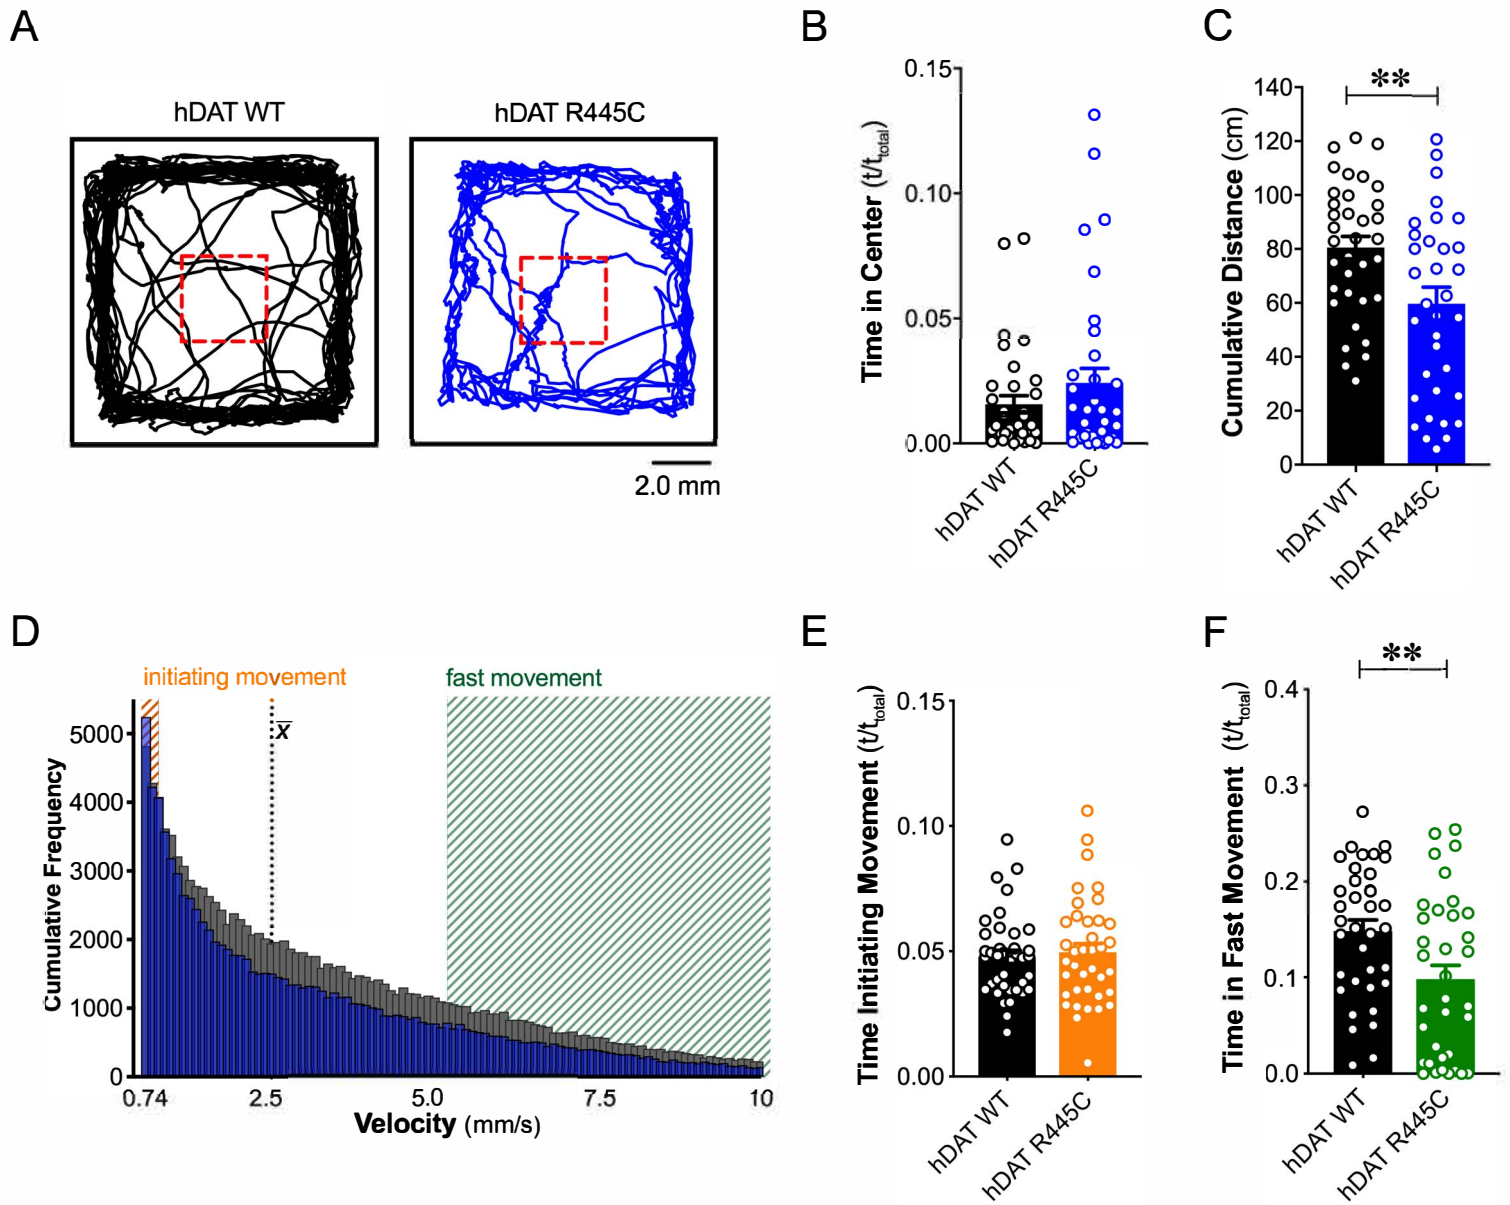 A
hDAT WT
hDAT R445C
2.0 mm
B
Time in Center (t/ttotal)
0.15
0.10
0.05
0.00
hDAT WT
hDAT R445C
C
Cumulative Distance (cm)
140
120
100
80
60
40
20
0
**
hDAT WT
hDAT R445C
D
initiating movement
fast movement
x̅
Cumulative Frequency
5000
4000
3000
2000
1000
0
0.74
2.5
5.0
7.5
10
Velocity (mm/s)
E
Time Initiating Movement (t/ttotal)
0.15
0.10
0.05
0.00
hDAT WT
hDAT R445C
F
Time in Fast Movement (t/ttotal)
0.4
0.3
0.2
0.1
0.0
**
hDAT WT
hDAT R445C